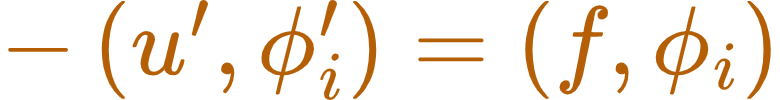 − (u′, ϕ′ᵢ) = (f, ϕᵢ)